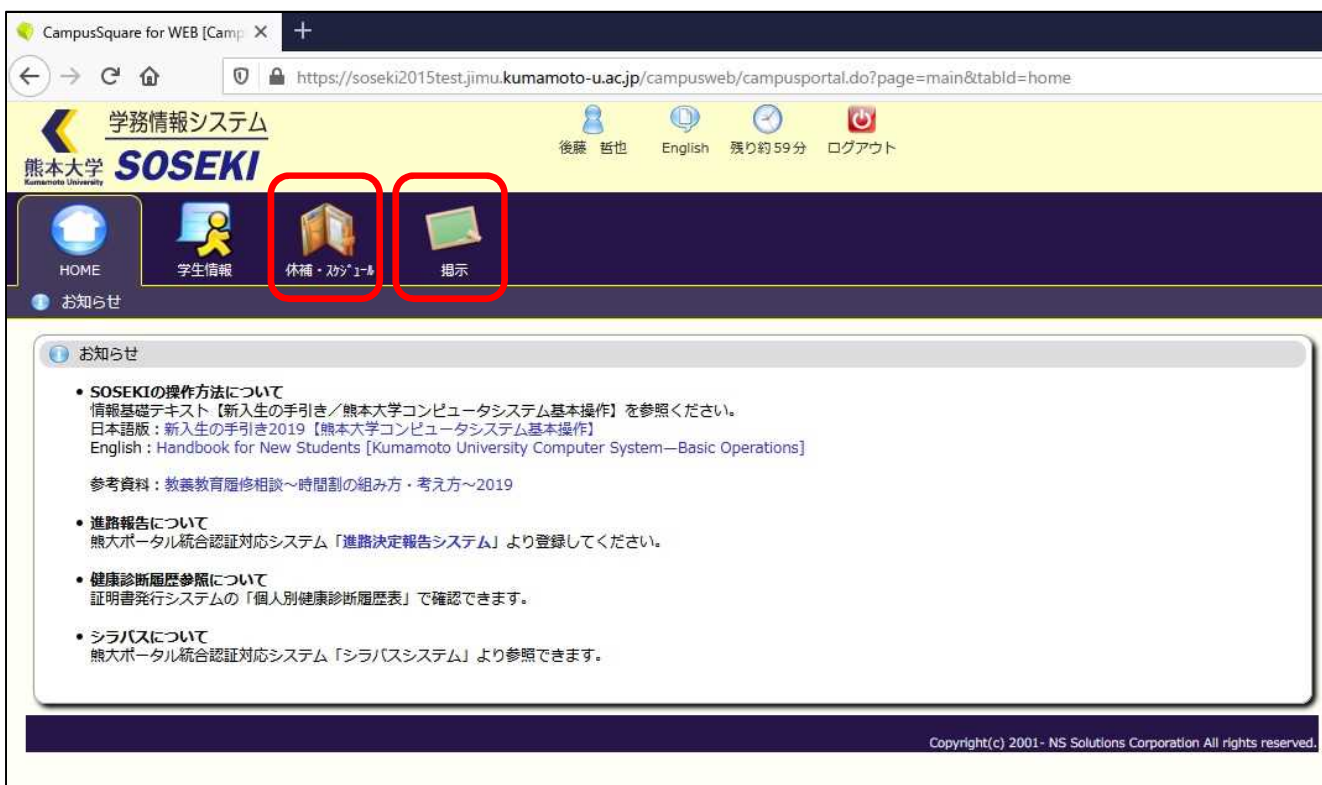 CampusSquare for WEB [Camp
https://soseki2015test.jimu.kumamoto-u.ac.jp/campusweb/campusportal.do?page=main&tabId=home
学務情報システム
熊本大学 SOSEKI
Kumamoto University
後藤 哲也 English 残り約59分 ログアウト
HOME 学生情報 休補・ｽｹｼﾞｭｰﾙ 掲示
お知らせ
お知らせ
• SOSEKIの操作方法について
情報基礎テキスト【新入生の手引き／熊本大学コンピュータシステム基本操作】を参照ください。
日本語版：新入生の手引き2019【熊本大学コンピュータシステム基本操作】
English：Handbook for New Students [Kumamoto University Computer System—Basic Operations]
参考資料：教養教育履修相談～時間割の組み方・考え方～2019
• 進路報告について
熊大ポータル統合認証対応システム「進路決定報告システム」より登録してください。
• 健康診断履歴参照について
証明書発行システムの「個人別健康診断履歴表」で確認できます。
• シラバスについて
熊大ポータル統合認証対応システム「シラバスシステム」より参照できます。
Copyright(c) 2001- NS Solutions Corporation All rights reserved.